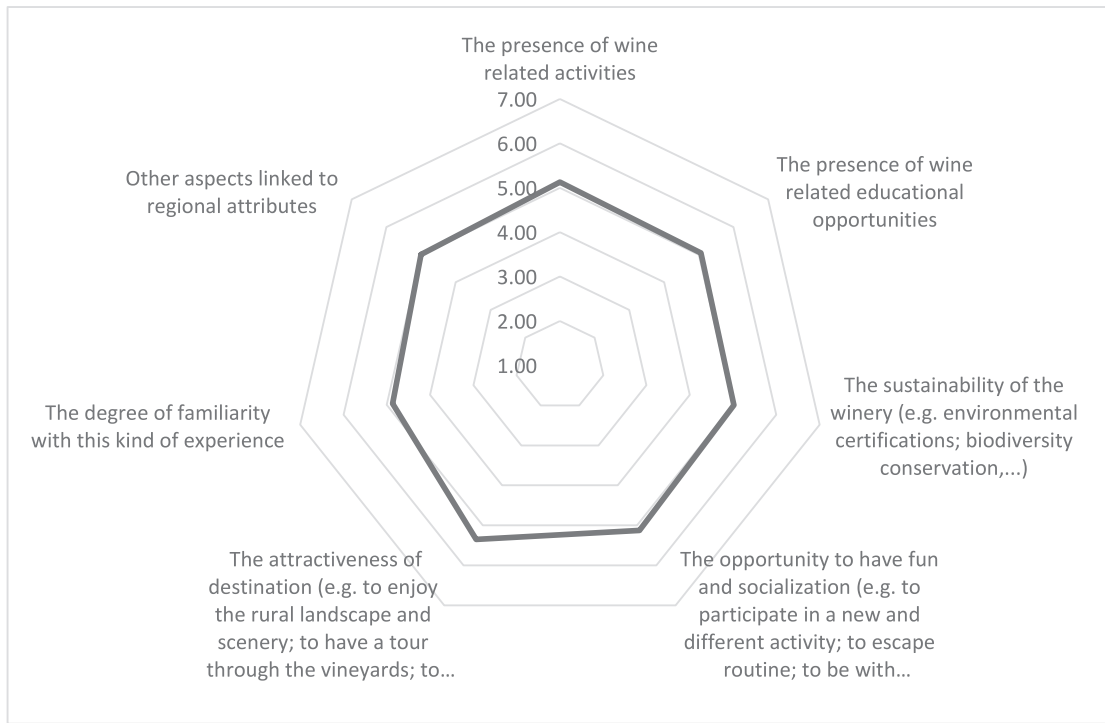 The presence of wine
related activities
7.00
6.00
5.00
4.00
3.00
2.00
1.00
The presence of wine
related educational
opportunities
The sustainability of the
winery (e.g. environmental
certifications; biodiversity
conservation,...)
The opportunity to have fun
and socialization (e.g. to
participate in a new and
different activity; to escape
routine; to be with...
The attractiveness of
destination (e.g. to enjoy
the rural landscape and
scenery; to have a tour
through the vineyards; to...
The degree of familiarity
with this kind of experience
Other aspects linked to
regional attributes